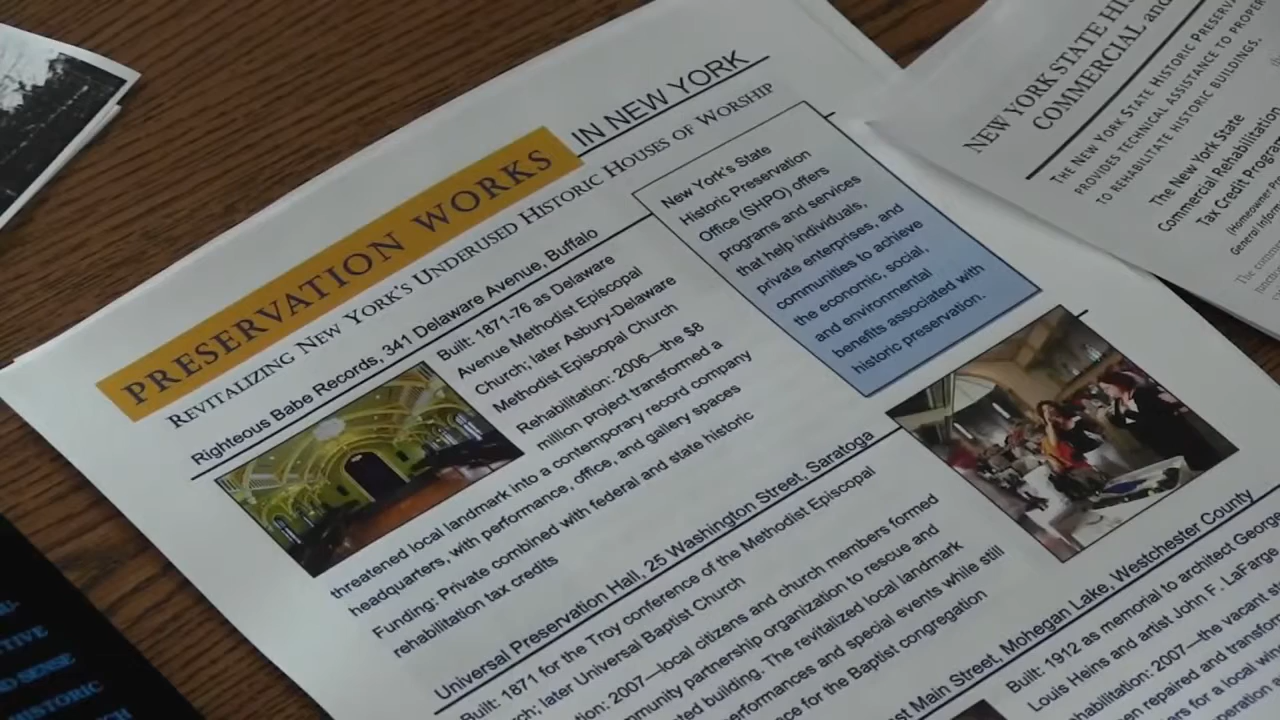 PRESERVATION WORKS IN NEW YORK
REVITALIZING NEW YORK'S UNDERUSED HISTORIC HOUSES OF WORSHIP
Righteous Babe Records, 341 Delaware Avenue, Buffalo
Built: 1871-76 as Delaware
Avenue Methodist Episcopal
Church; later Asbury-Delaware
Methodist Episcopal Church
Rehabilitation: 2006—the $8
million project transformed a
threatened local landmark into a contemporary record company
headquarters, with performance, office, and gallery spaces
Funding: Private combined with federal and state historic
rehabilitation tax credits
New York's State
Historic Preservation
Office (SHPO) offers
programs and services
that help individuals,
private enterprises, and
communities to achieve
the economic, social,
and environmental
benefits associated with
historic preservation.
Universal Preservation Hall, 25 Washington Street, Saratoga
Built: 1871 for the Troy conference of the Methodist Episcopal
later Universal Baptist Church
2007—local citizens and church members formed
partnership organization to rescue and
building. The revitalized local landmark
performances and special events while still
for the Baptist congregation
Main Street, Mohegan Lake, Westchester County
Built: 1912 as memorial to architect George
Louis Heins and artist John F. LaFarge
2007—the vacant
repaired and
for a local
NEW YORK STATE
COMMERCIAL and
THE NEW YORK STATE HISTORIC
PROVIDES TECHNICAL ASSISTANCE TO
TO REHABILITATE HISTORIC BUILDINGS.
The New York State
Commercial Rehabilitation
Tax Credit
General
HISTORIC